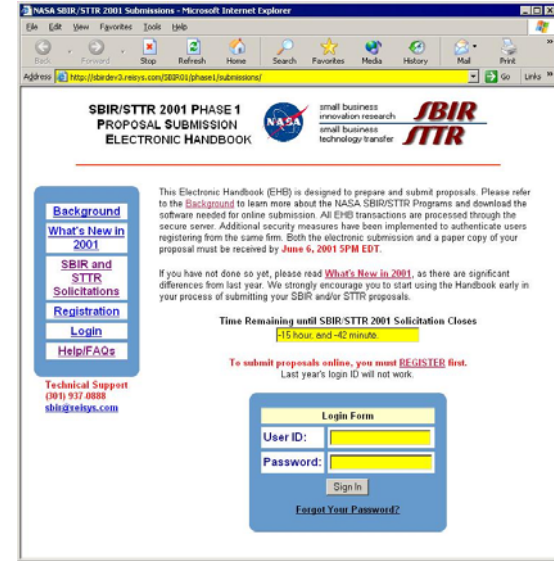 NASA SBIR/STTR 2001 Submissions - Microsoft Internet Explorer
File Edit View Favorites Tools Help
Back Forward Stop Refresh Home Search Favorites Media History Mail Print
Address http://sbirdev3.reisys.com/SBIR01/phase1/submissions/ Go Links
SBIR/STTR 2001 PHASE 1
PROPOSAL SUBMISSION
ELECTRONIC HANDBOOK
NASA
small business
innovation research
SBIR
small business
technology transfer
STTR
Background
What's New in
2001
SBIR and
STTR
Solicitations
Registration
Login
Help/FAQs
Technical Support
(301) 937-0888
sbir@reisys.com
This Electronic Handbook (EHB) is designed to prepare and submit proposals. Please refer
to the Background to learn more about the NASA SBIR/STTR Programs and download the
software needed for online submission. All EHB transactions are processed through the
secure server. Additional security measures have been implemented to authenticate users
registering from the same firm. Both the electronic submission and a paper copy of your
proposal must be received by June 6, 2001 5PM EDT.
If you have not done so yet, please read What's New in 2001, as there are significant
differences from last year. We strongly encourage you to start using the Handbook early in
your process of submitting your SBIR and/or STTR proposals.
Time Remaining until SBIR/STTR 2001 Solicitation Closes
-15 hour, and -42 minute.
To submit proposals online, you must REGISTER first.
Last year's login ID will not work.
Login Form
User ID:
Password:
Sign In
Forgot Your Password?